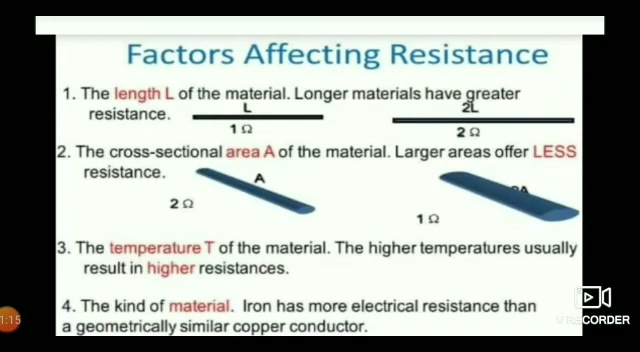 Factors Affecting Resistance
1. The length L of the material. Longer materials have greater
resistance.
L
2L
1 Ω
2 Ω
2. The cross-sectional area A of the material. Larger areas offer LESS
resistance.
A
2 Ω
1 Ω
3. The temperature T of the material. The higher temperatures usually
result in higher resistances.
4. The kind of material. Iron has more electrical resistance than
a geometrically similar copper conductor.
1:15
RECORDER